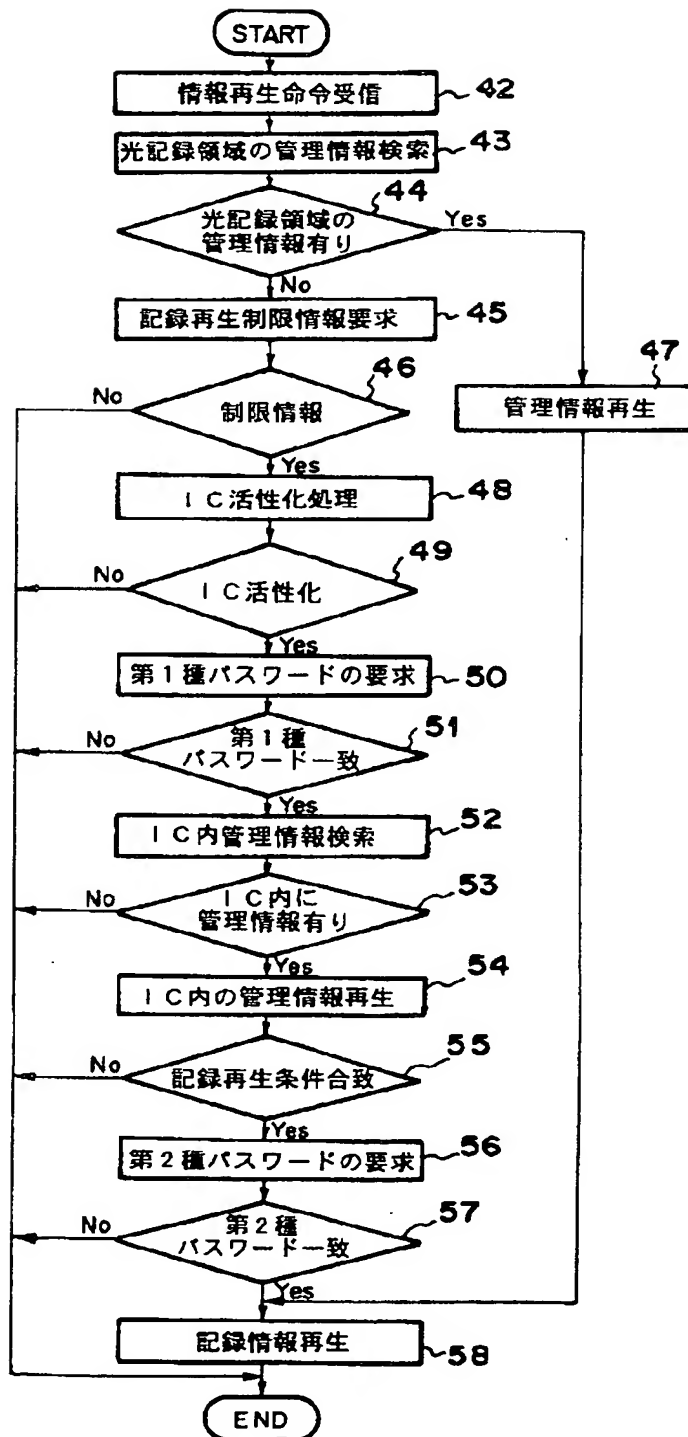 START
情報再生命令受信 42
光記録領域の管理情報検索 43
44
光記録領域の
管理情報有り
Yes
No
記録再生制限情報要求 45
46
No
制限情報
47
管理情報再生
Yes
IC活性化処理 48
49
No
IC活性化
Yes
第1種パスワードの要求 50
51
No
第1種
パスワード一致
Yes
IC内管理情報検索 52
53
No
IC内に
管理情報有り
Yes
IC内の管理情報再生 54
55
No
記録再生条件合致
Yes
第2種パスワードの要求 56
57
No
第2種
パスワード一致
Yes
記録情報再生 58
END